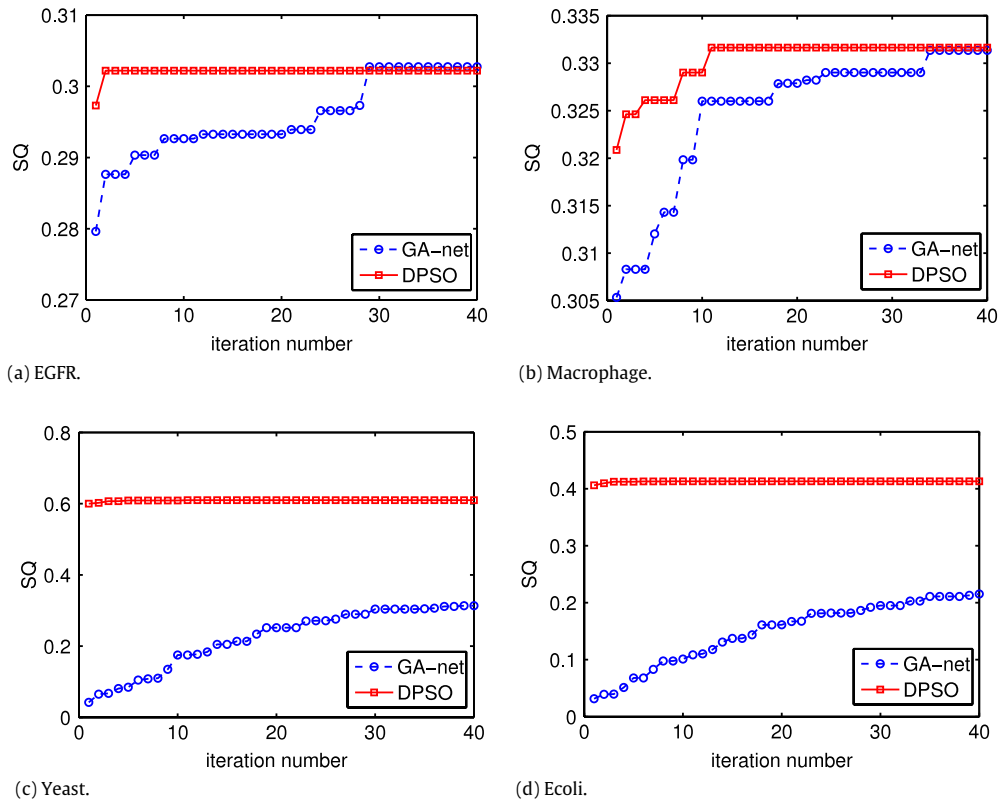 0.31
0.3
0.29
0.28
0.27
SQ
0 10 20 30 40
iteration number
GA-net
DPSO
(a) EGFR.
0.335
0.33
0.325
0.32
0.315
0.31
0.305
SQ
0 10 20 30 40
iteration number
GA-net
DPSO
(b) Macrophage.
0.8
0.6
0.4
0.2
0
SQ
0 10 20 30 40
iteration number
GA-net
DPSO
(c) Yeast.
0.5
0.4
0.3
0.2
0.1
0
SQ
0 10 20 30 40
iteration number
GA-net
DPSO
(d) Ecoli.